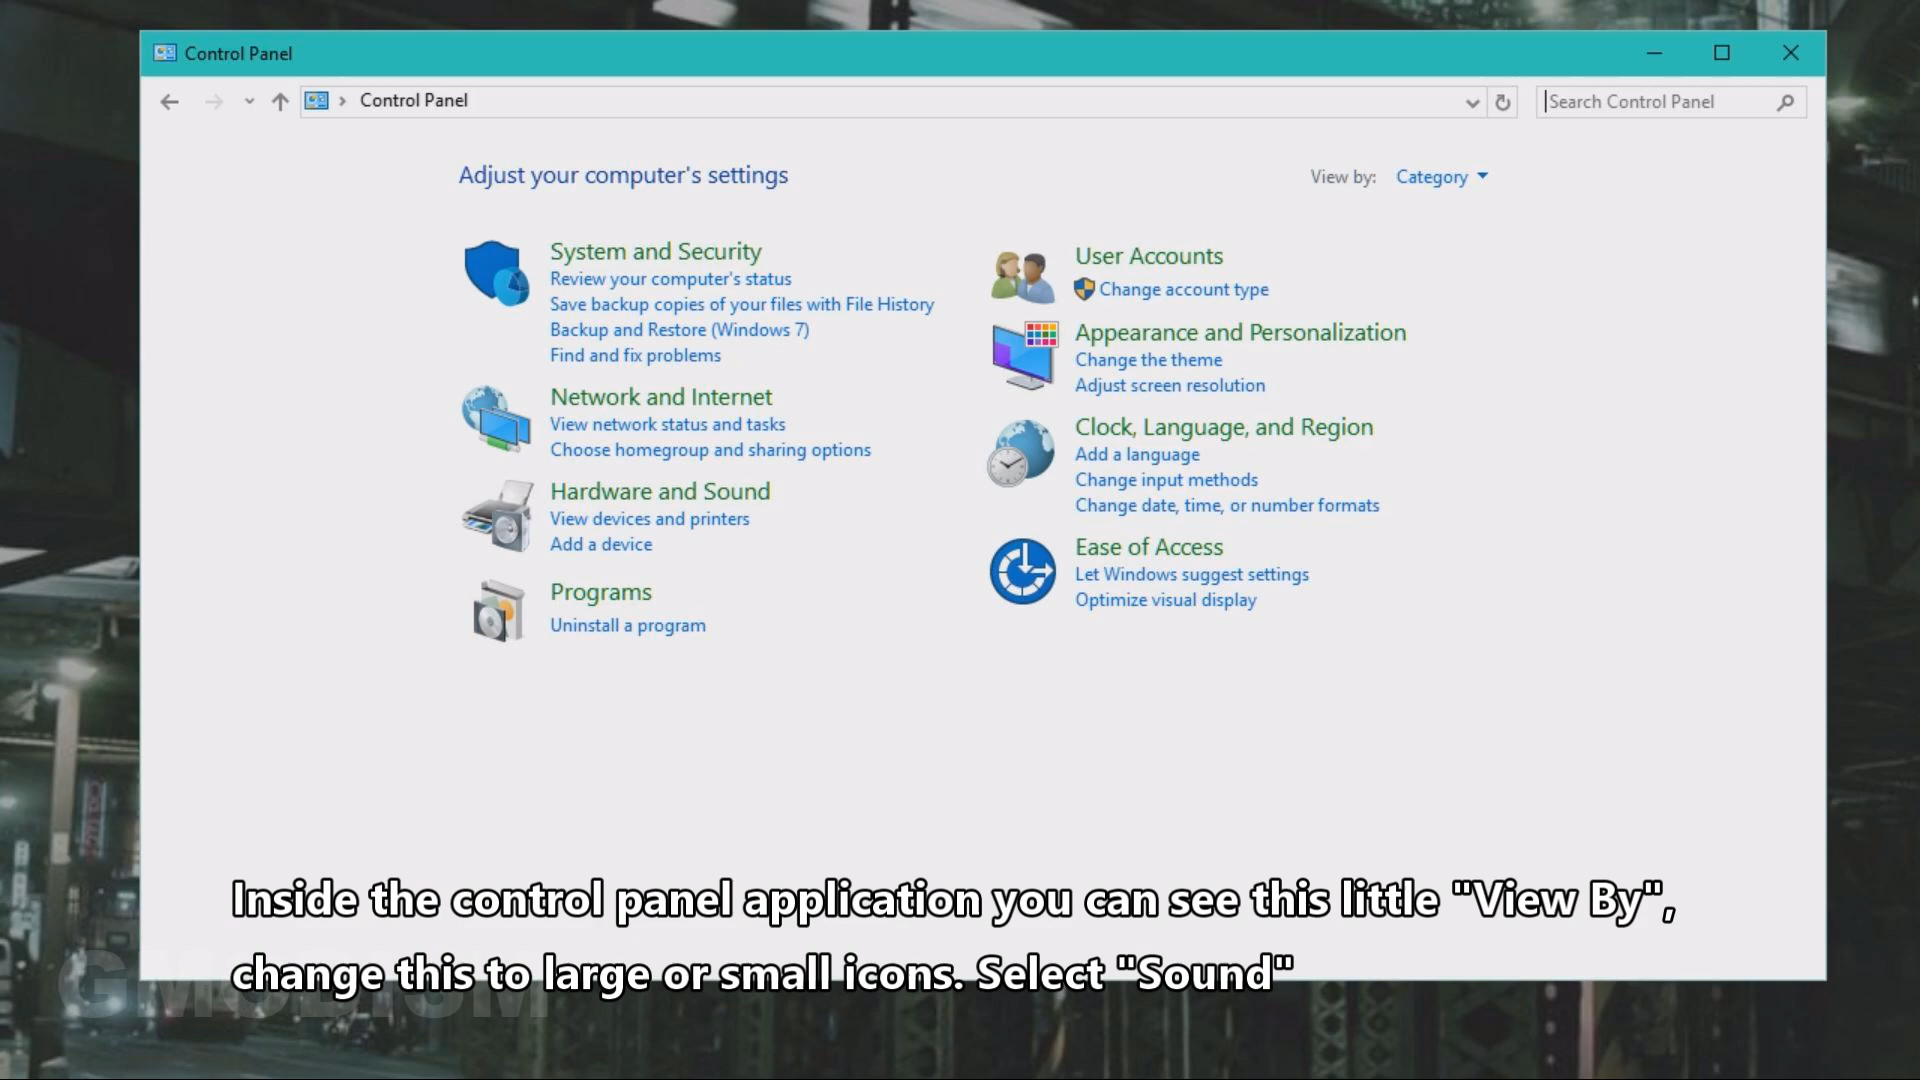 Control Panel
Control Panel
Search Control Panel
Adjust your computer's settings
View by: Category
System and Security
Review your computer's status
Save backup copies of your files with File History
Backup and Restore (Windows 7)
Find and fix problems
Network and Internet
View network status and tasks
Choose homegroup and sharing options
Hardware and Sound
View devices and printers
Add a device
Programs
Uninstall a program
User Accounts
Change account type
Appearance and Personalization
Change the theme
Adjust screen resolution
Clock, Language, and Region
Add a language
Change input methods
Change date, time, or number formats
Ease of Access
Let Windows suggest settings
Optimize visual display
Inside the control panel application you can see this little "View By",
change this to large or small icons. Select "Sound"